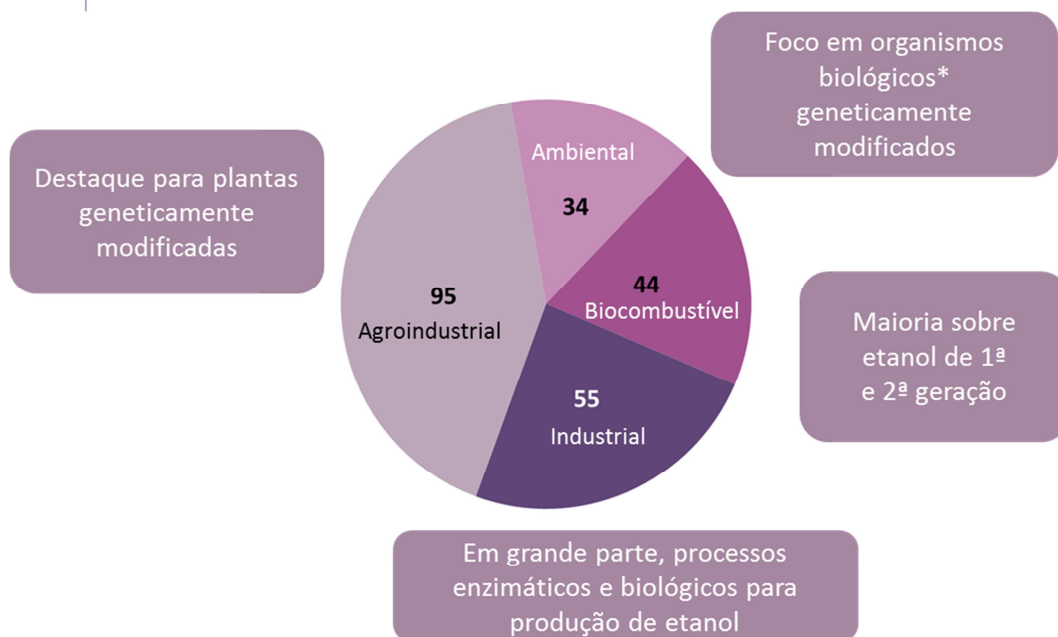 Foco em organismos
biológicos*
geneticamente
modificados
Destaque para plantas
geneticamente
modificadas
Ambiental
34
44
Biocombustível
95
Agroindustrial
55
Industrial
Maioria sobre
etanol de 1ª
e 2ª geração
Em grande parte, processos
enzimáticos e biológicos para
produção de etanol